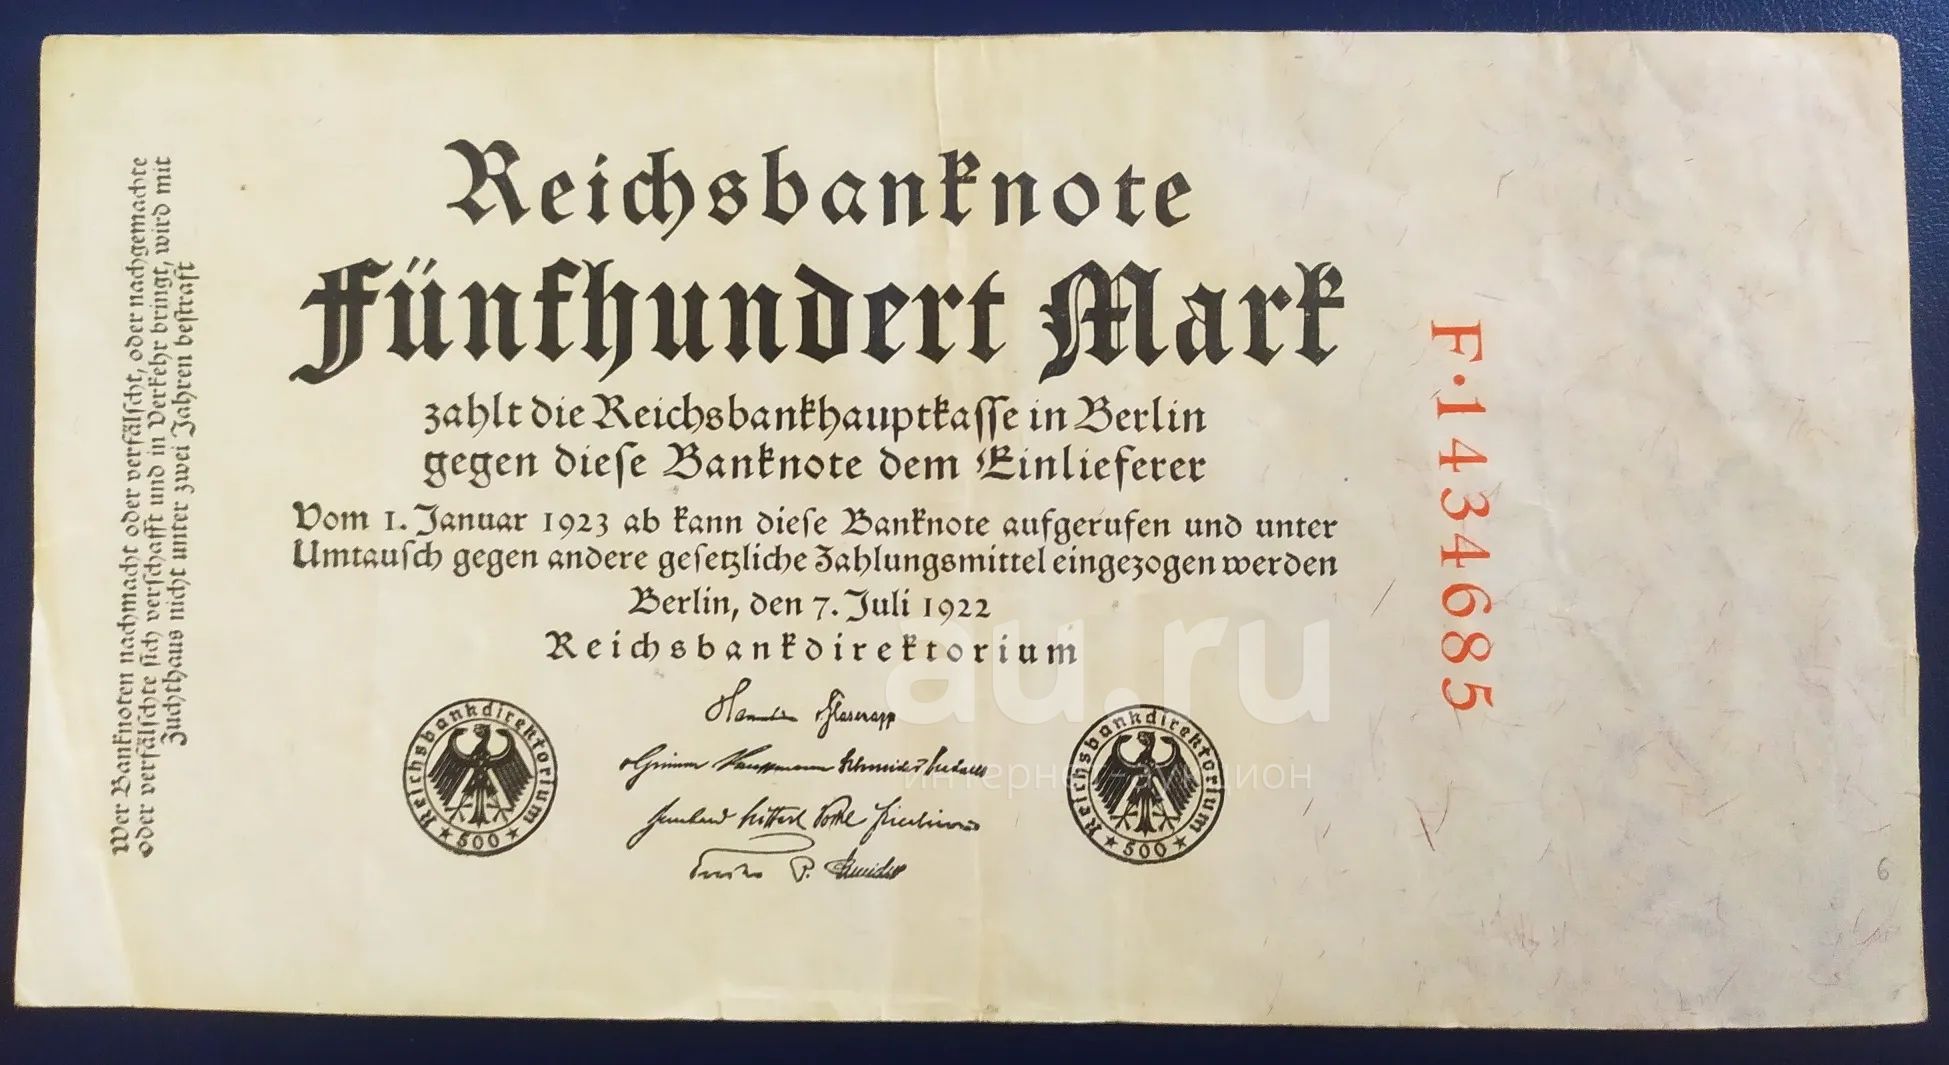 Wer Banknoten nachmacht oder verfälscht, oder nachgemachte
oder verfälschte sich verschafft und in Verkehr bringt, wird mit
Zuchthaus nicht unter zwei Jahren bestraft
Reichsbanknote
Fünfhundert Mark
zahlt die Reichsbankhauptkasse in Berlin
gegen diese Banknote dem Einlieferer
Vom 1. Januar 1923 ab kann diese Banknote aufgerufen und unter
Umtausch gegen andere gesetzliche Zahlungsmittel eingezogen werden
Berlin, den 7. Juli 1922
Reichsbankdirektorium
Reichsbankdirektorium
★ 500 ★
Reichsbankdirektorium
★ 500 ★
F·1434685
6
au.ru
интернет-аукцион